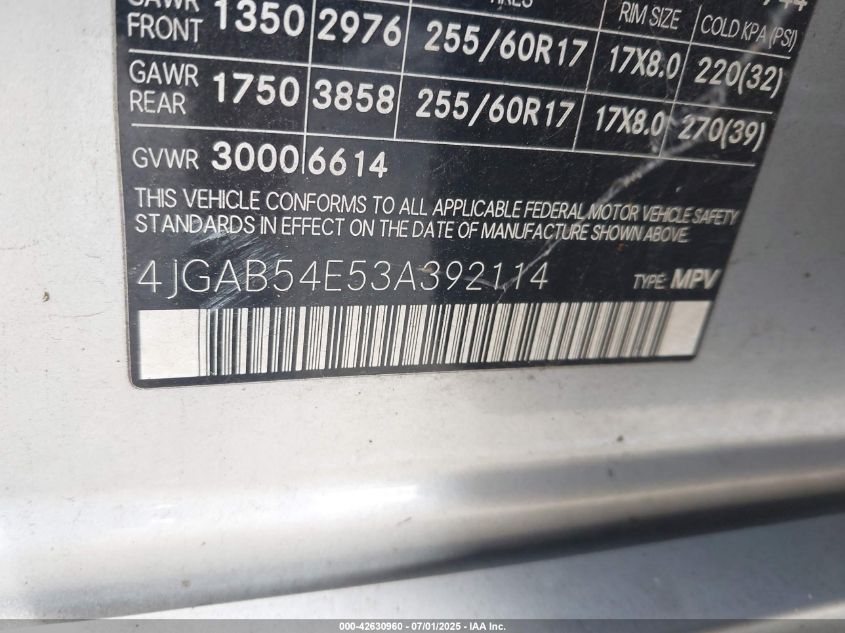 GAWR FRONT 1350 2976 255/60R17 17X8.0 220(32)
RIM SIZE COLD KPA (PSI)
GAWR REAR 1750 3858 255/60R17 17X8.0 270(39)
GVWR 3000 6614
THIS VEHICLE CONFORMS TO ALL APPLICABLE FEDERAL MOTOR VEHICLE SAFETY
STANDARDS IN EFFECT ON THE DATE OF MANUFACTURE SHOWN ABOVE.
4JGAB54E53A392114 TYPE: MPV
000-42630960 - 07/01/2025 - IAA Inc.